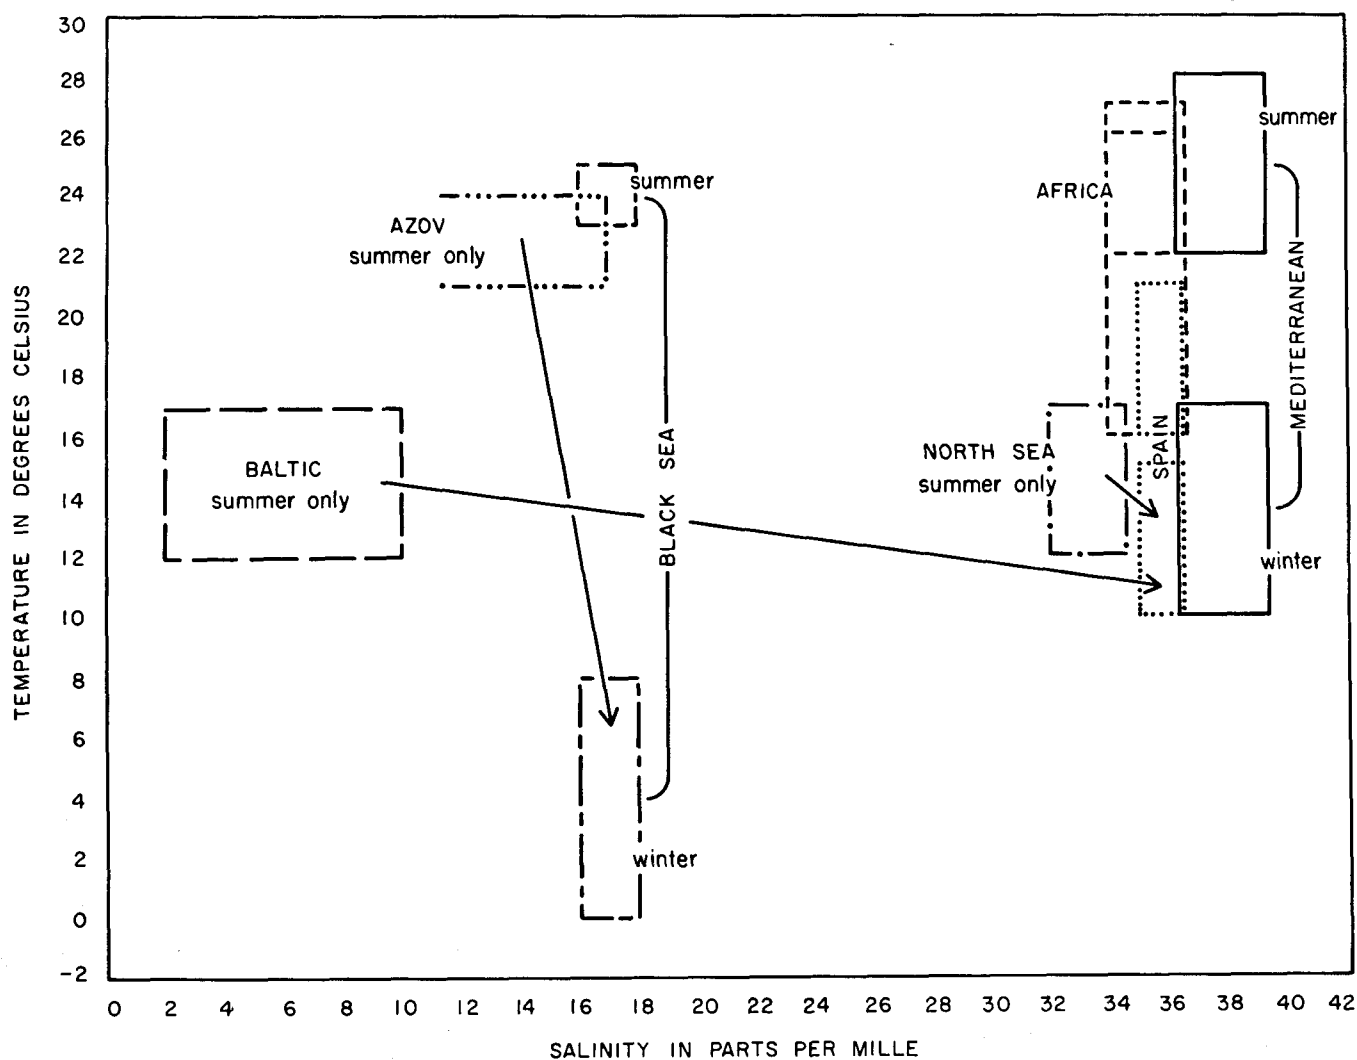 30
28
26
24
22
20
18
16
14
12
10
8
6
4
2
0
-2
TEMPERATURE IN DEGREES CELSIUS
summer
AFRICA
summer
AZOV
summer only
MEDITERRANEAN
BLACK SEA
SPAIN
NORTH SEA
summer only
BALTIC
summer only
winter
winter
0 2 4 6 8 10 12 14 16 18 20 22 24 26 28 30 32 34 36 38 40 42
SALINITY IN PARTS PER MILLE